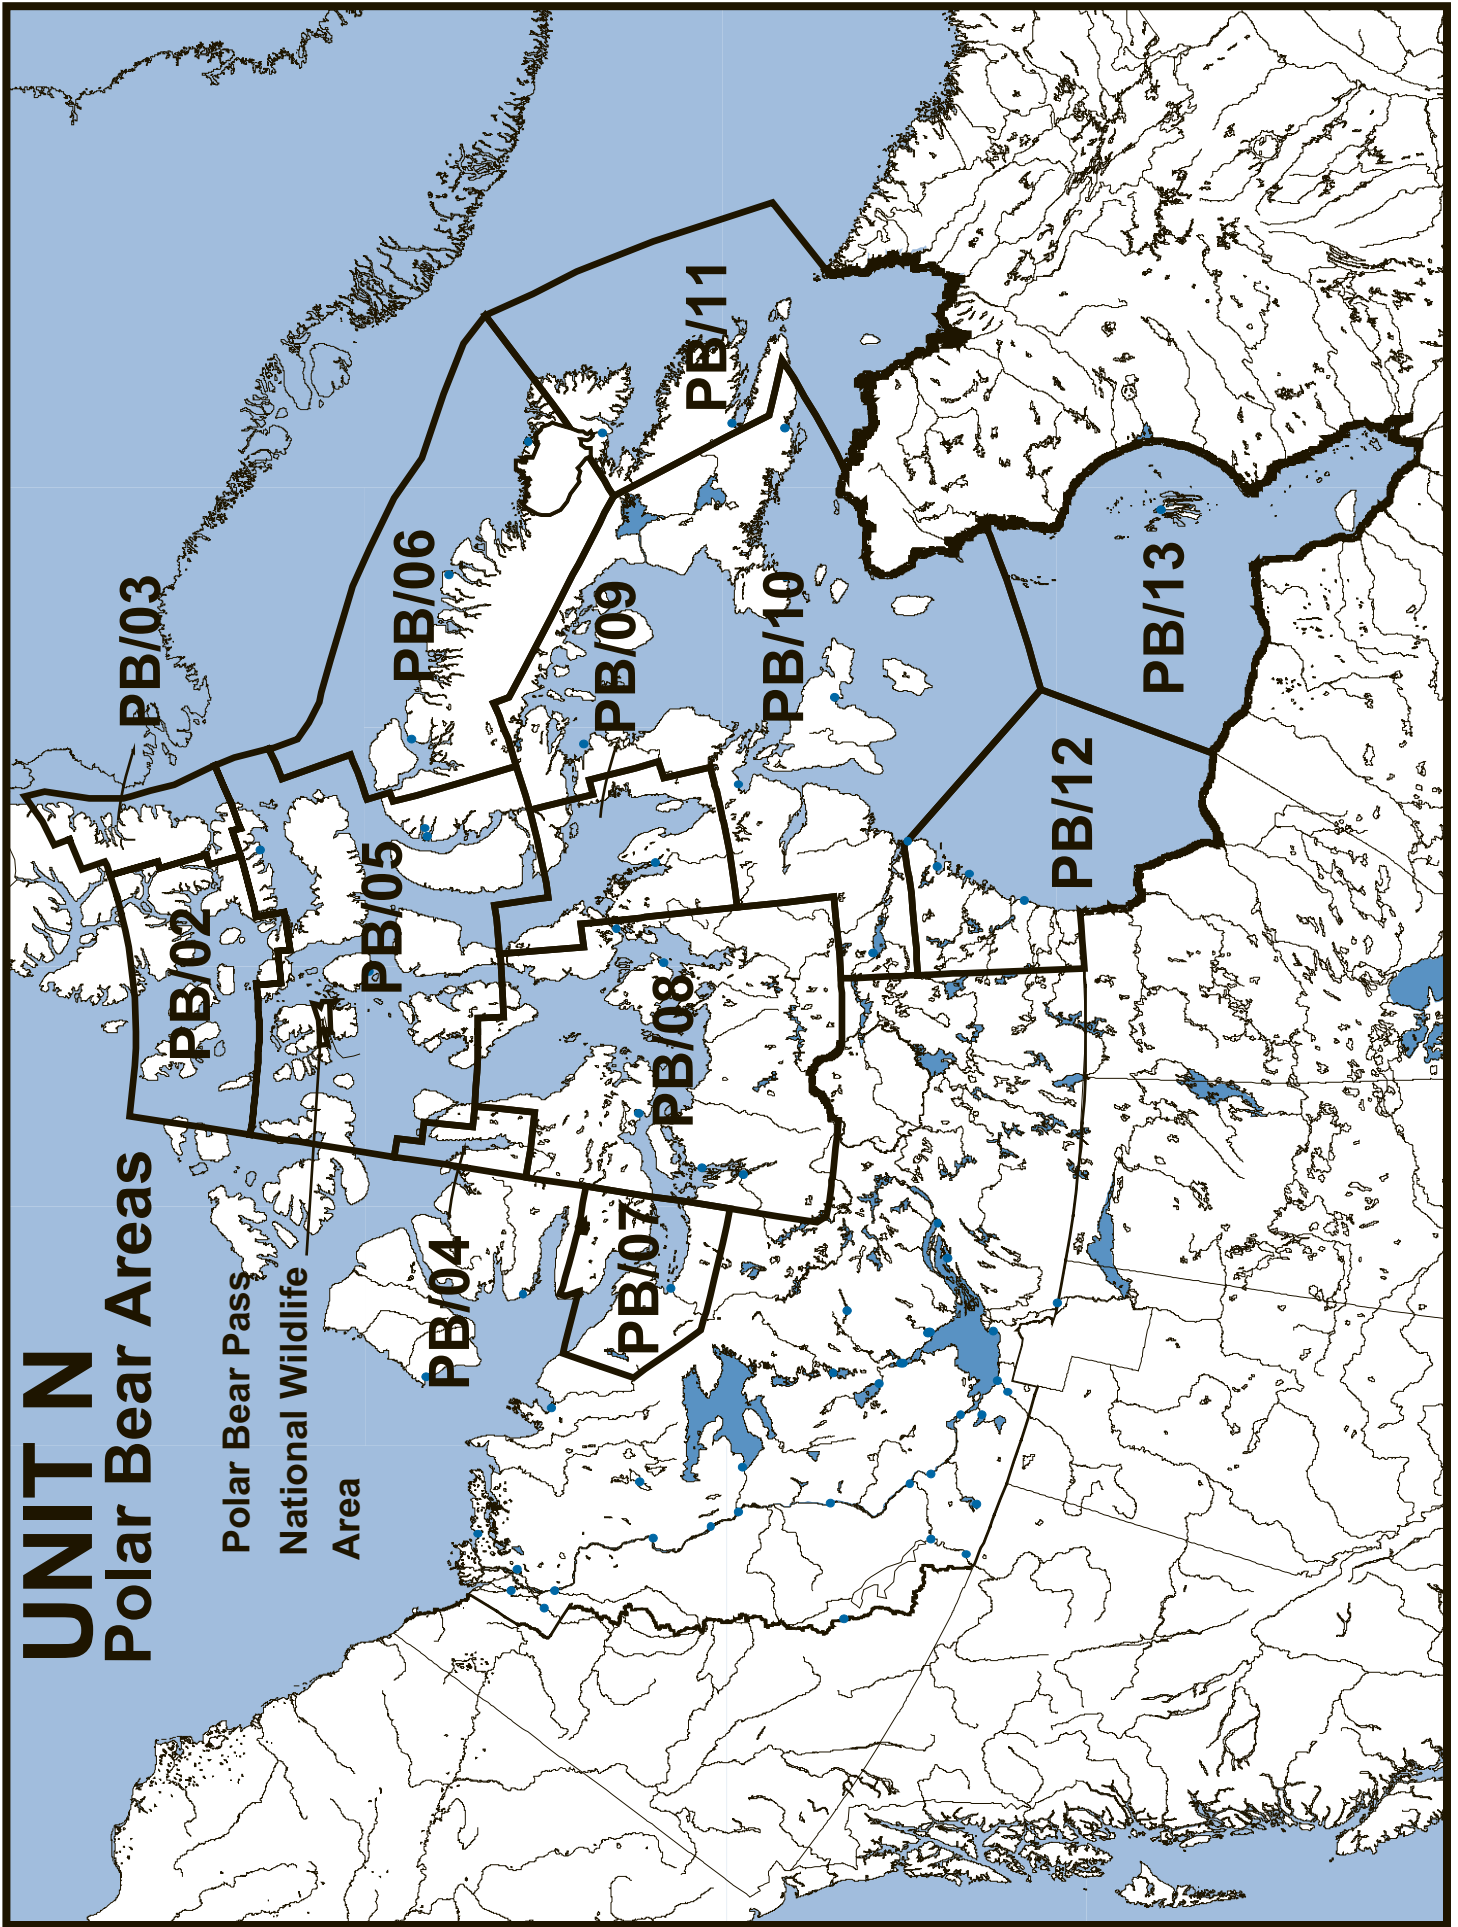 UNIT N
Polar Bear Areas
Polar Bear Pass
National Wildlife
Area
PB/03
PB/02
PB/05
PB/06
PB/04
PB/07
PB/08
PB/09
PB/10
PB/11
PB/12
PB/13